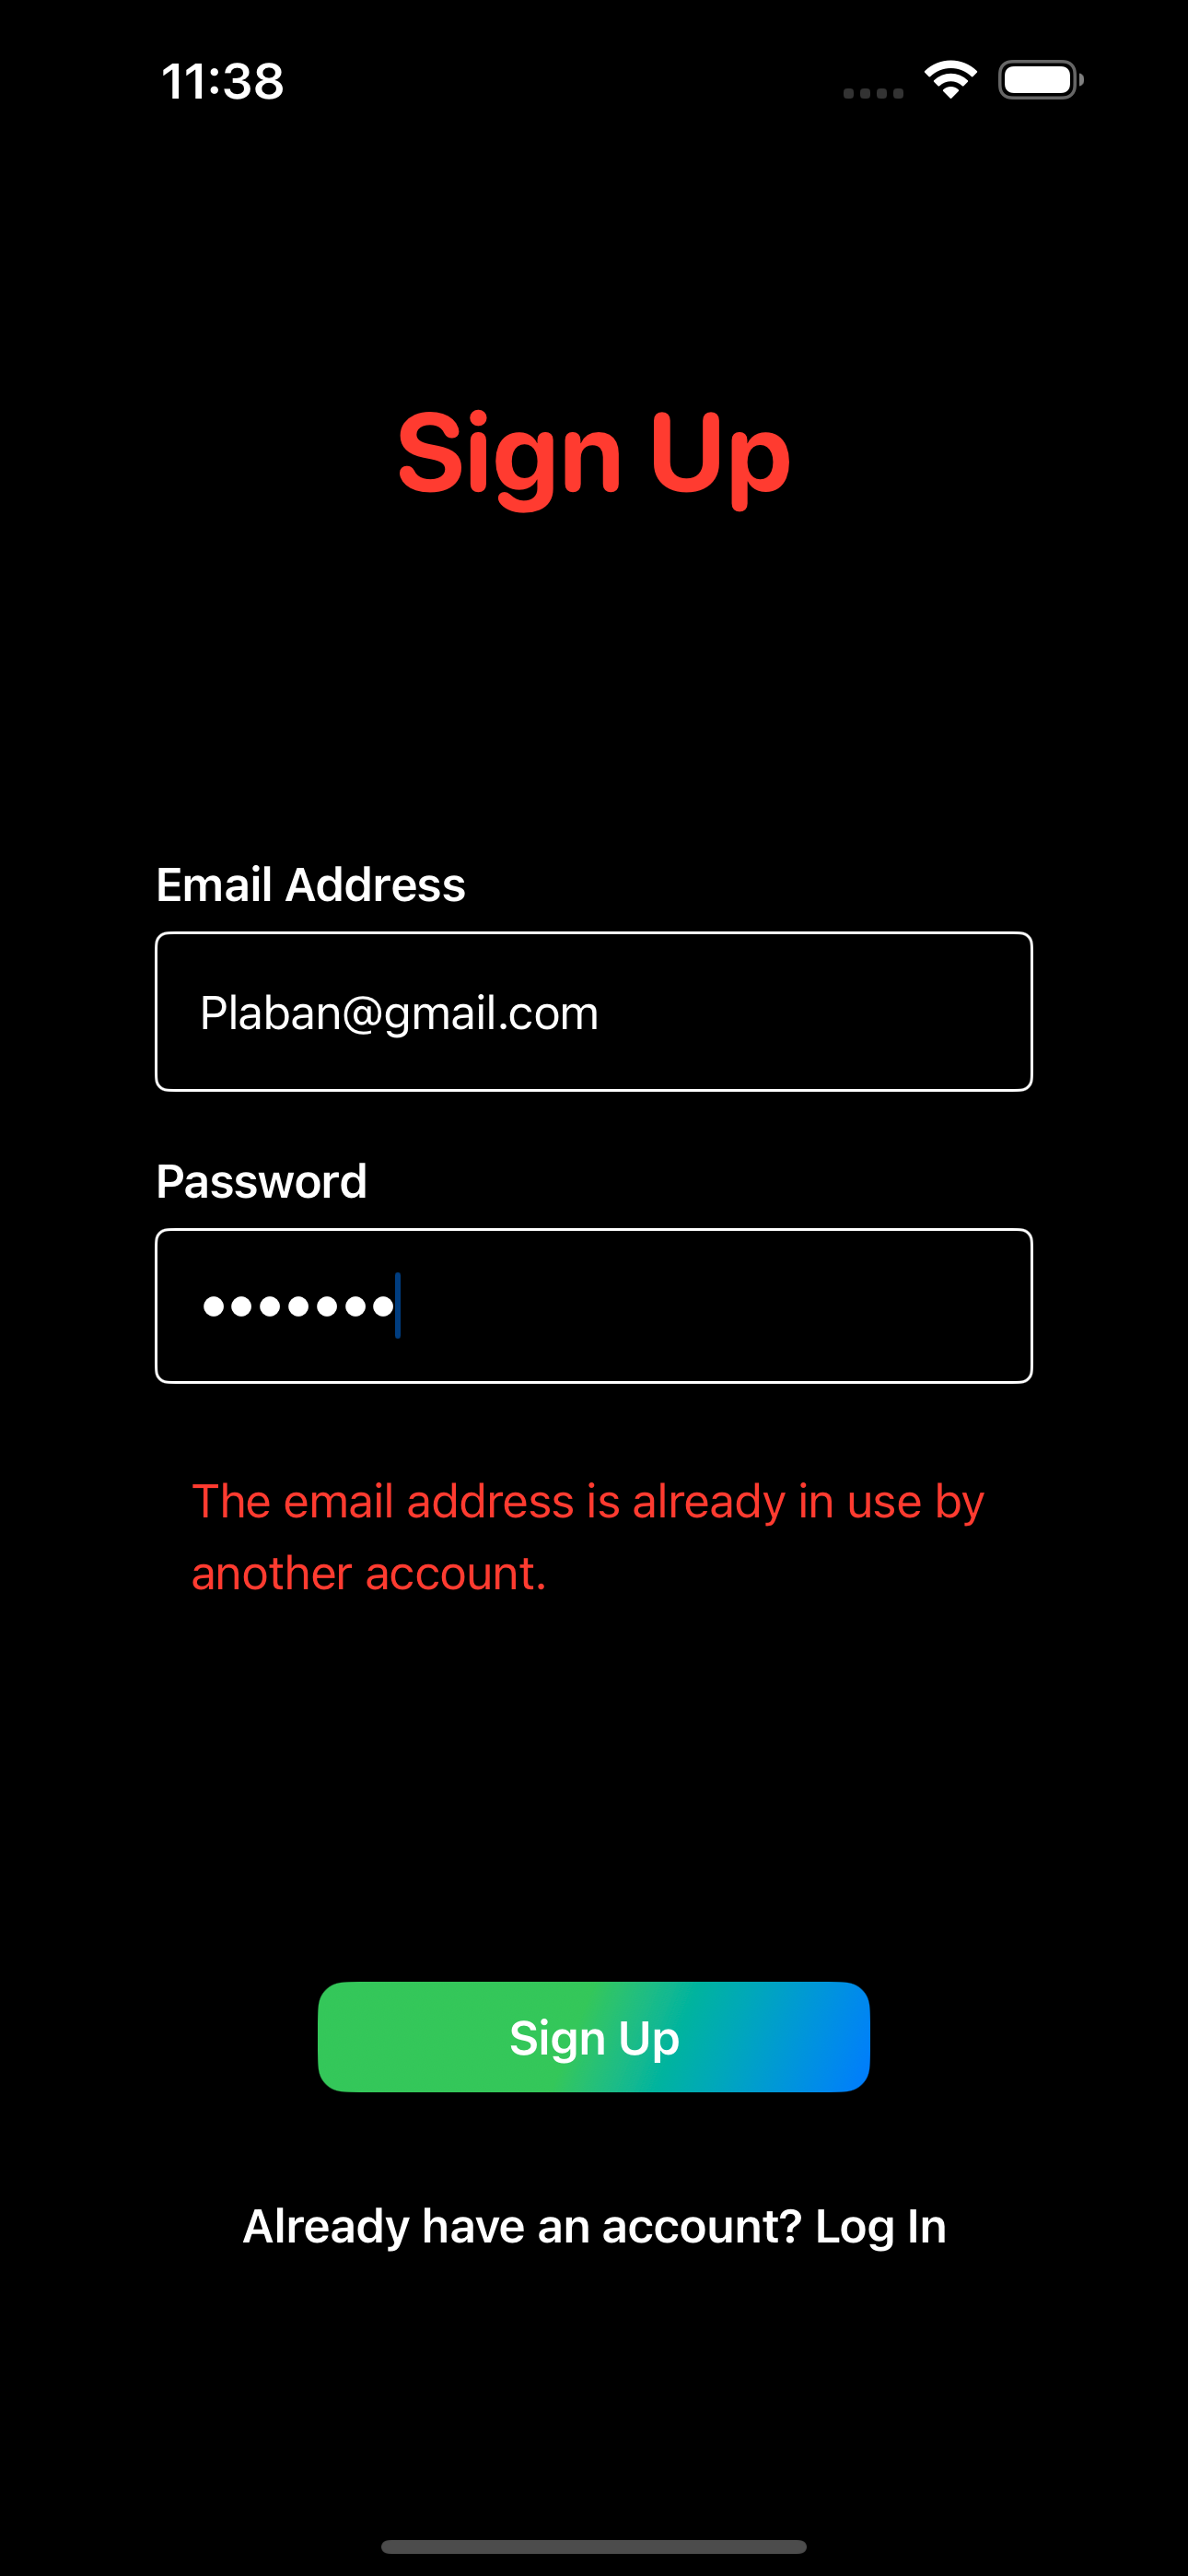 11:38
Sign Up
Email Address
Plaban@gmail.com
Password
•••••••
The email address is already in use by
another account.
Sign Up
Already have an account? Log In